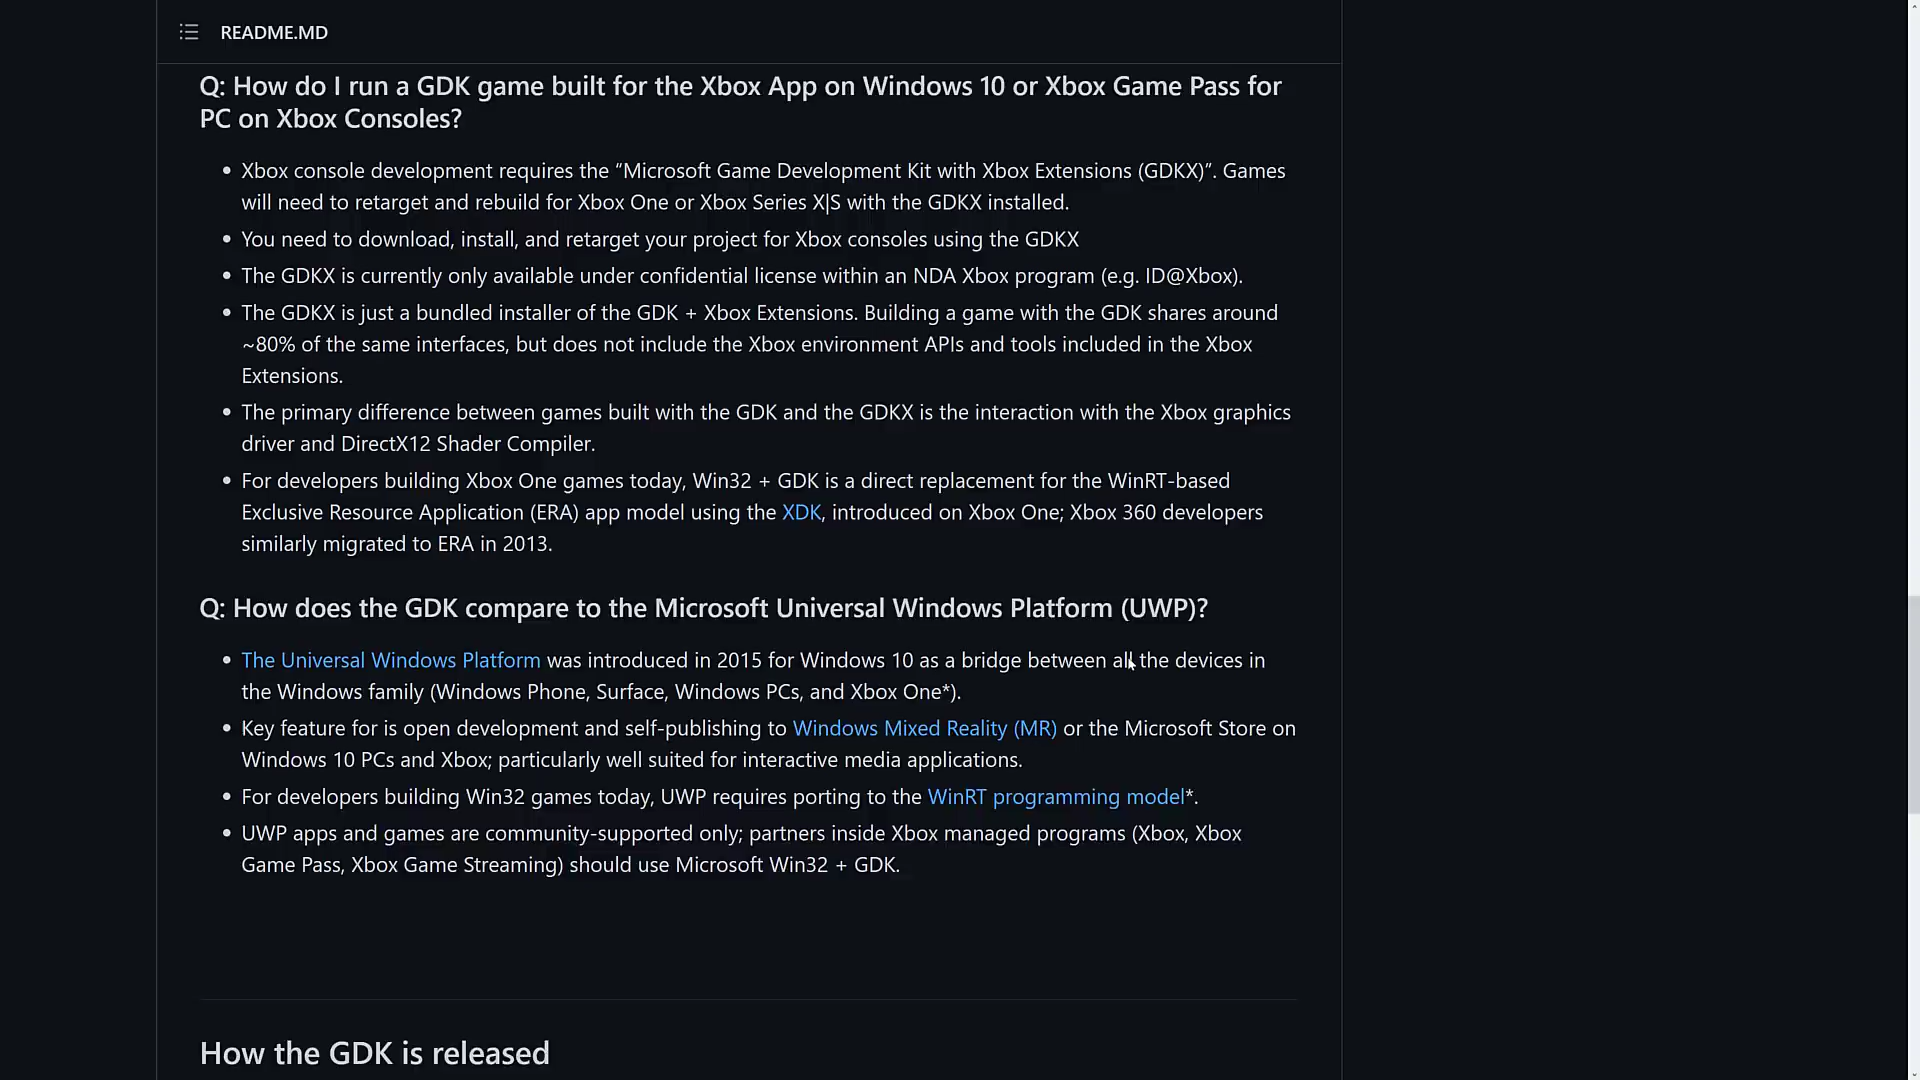 README.MD
Q: How do I run a GDK game built for the Xbox App on Windows 10 or Xbox Game Pass for
PC on Xbox Consoles?
Xbox console development requires the “Microsoft Game Development Kit with Xbox Extensions (GDKX)”. Games
will need to retarget and rebuild for Xbox One or Xbox Series X|S with the GDKX installed.
You need to download, install, and retarget your project for Xbox consoles using the GDKX
The GDKX is currently only available under confidential license within an NDA Xbox program (e.g. ID@Xbox).
The GDKX is just a bundled installer of the GDK + Xbox Extensions. Building a game with the GDK shares around
~80% of the same interfaces, but does not include the Xbox environment APIs and tools included in the Xbox
Extensions.
The primary difference between games built with the GDK and the GDKX is the interaction with the Xbox graphics
driver and DirectX12 Shader Compiler.
For developers building Xbox One games today, Win32 + GDK is a direct replacement for the WinRT-based
Exclusive Resource Application (ERA) app model using the XDK, introduced on Xbox One; Xbox 360 developers
similarly migrated to ERA in 2013.
Q: How does the GDK compare to the Microsoft Universal Windows Platform (UWP)?
The Universal Windows Platform was introduced in 2015 for Windows 10 as a bridge between all the devices in
the Windows family (Windows Phone, Surface, Windows PCs, and Xbox One*).
Key feature for is open development and self-publishing to Windows Mixed Reality (MR) or the Microsoft Store on
Windows 10 PCs and Xbox; particularly well suited for interactive media applications.
For developers building Win32 games today, UWP requires porting to the WinRT programming model*.
UWP apps and games are community-supported only; partners inside Xbox managed programs (Xbox, Xbox
Game Pass, Xbox Game Streaming) should use Microsoft Win32 + GDK.
How the GDK is released